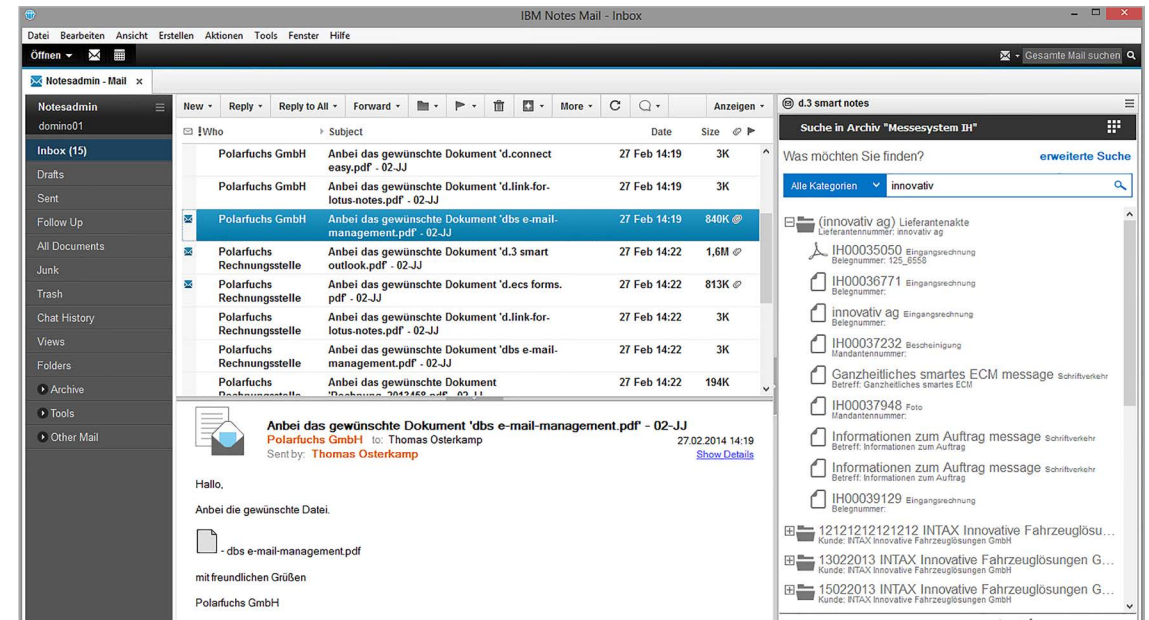 IBM Notes Mail - Inbox
Datei Bearbeiten Ansicht Erstellen Aktionen Tools Fenster Hilfe
Öffnen
Gesamte Mail suchen
Notesadmin - Mail x
Notesadmin
domino01
Inbox (15)
Drafts
Sent
Follow Up
All Documents
Junk
Trash
Chat History
Views
Folders
Archive
Tools
Other Mail
New Reply Reply to All Forward More Anzeigen
! Who Subject Date Size
Polarfuchs GmbH Anbei das gewünschte Dokument 'd.connect 27 Feb 14:19 3K
easy.pdf' - 02-JJ
Polarfuchs GmbH Anbei das gewünschte Dokument 'd.link-for- 27 Feb 14:19 3K
lotus-notes.pdf' - 02-JJ
Polarfuchs GmbH Anbei das gewünschte Dokument 'dbs e-mail- 27 Feb 14:19 840K
management.pdf' - 02-JJ
Polarfuchs Anbei das gewünschte Dokument 'd.3 smart 27 Feb 14:22 1,6M
Rechnungsstelle outlook.pdf' - 02-JJ
Polarfuchs Anbei das gewünschte Dokument 'd.ecs forms. 27 Feb 14:22 813K
Rechnungsstelle pdf' - 02-JJ
Polarfuchs Anbei das gewünschte Dokument 'd.link-for- 27 Feb 14:22 3K
Rechnungsstelle lotus-notes.pdf' - 02-JJ
Polarfuchs Anbei das gewünschte Dokument 'dbs e-mail- 27 Feb 14:22 3K
Rechnungsstelle management.pdf' - 02-JJ
Polarfuchs Anbei das gewünschte Dokument 27 Feb 14:22 194K
Anbei das gewünschte Dokument 'dbs e-mail-management.pdf' - 02-JJ
Polarfuchs GmbH to: Thomas Osterkamp 27.02.2014 14:19
Sent by: Thomas Osterkamp Show Details
Hallo,
Anbei die gewünschte Datei.
- dbs e-mail-management.pdf
mit freundlichen Grüßen
Polarfuchs GmbH
d.3 smart notes
Suche in Archiv "Messesystem IH"
Was möchten Sie finden? erweiterte Suche
Alle Kategorien innovativ
(innovativ ag) Lieferantenakte
Lieferantennummer: innovativ ag
IH00035050 Eingangsrechnung
Belegnummer: 125_6558
IH00036771 Eingangsrechnung
Belegnummer:
innovativ ag Eingangsrechnung
Belegnummer:
IH00037232 Bescheinigung
Mandantennummer:
Ganzheitliches smartes ECM message Schriftverkehr
Betreff: Ganzheitliches smartes ECM
IH00037948 Foto
Mandantennummer:
Informationen zum Auftrag message Schriftverkehr
Betreff: Informationen zum Auftrag
Informationen zum Auftrag message Schriftverkehr
Betreff: Informationen zum Auftrag
IH00039129 Eingangsrechnung
Belegnummer:
12121212121212 INTAX Innovative Fahrzeuglösu...
Kunde: INTAX Innovative Fahrzeuglösungen GmbH
13022013 INTAX Innovative Fahrzeuglösungen G...
Kunde: INTAX Innovative Fahrzeuglösungen GmbH
15022013 INTAX Innovative Fahrzeuglösungen G...
Kunde: INTAX Innovative Fahrzeuglösungen GmbH